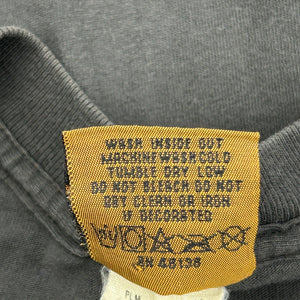 WASH INSIDE OUT
MACHINE WASH COLD
TUMBLE DRY LOW
DO NOT BLEACH DO NOT
DRY CLEAN OR IRON
IF DECORATED
RN 46196